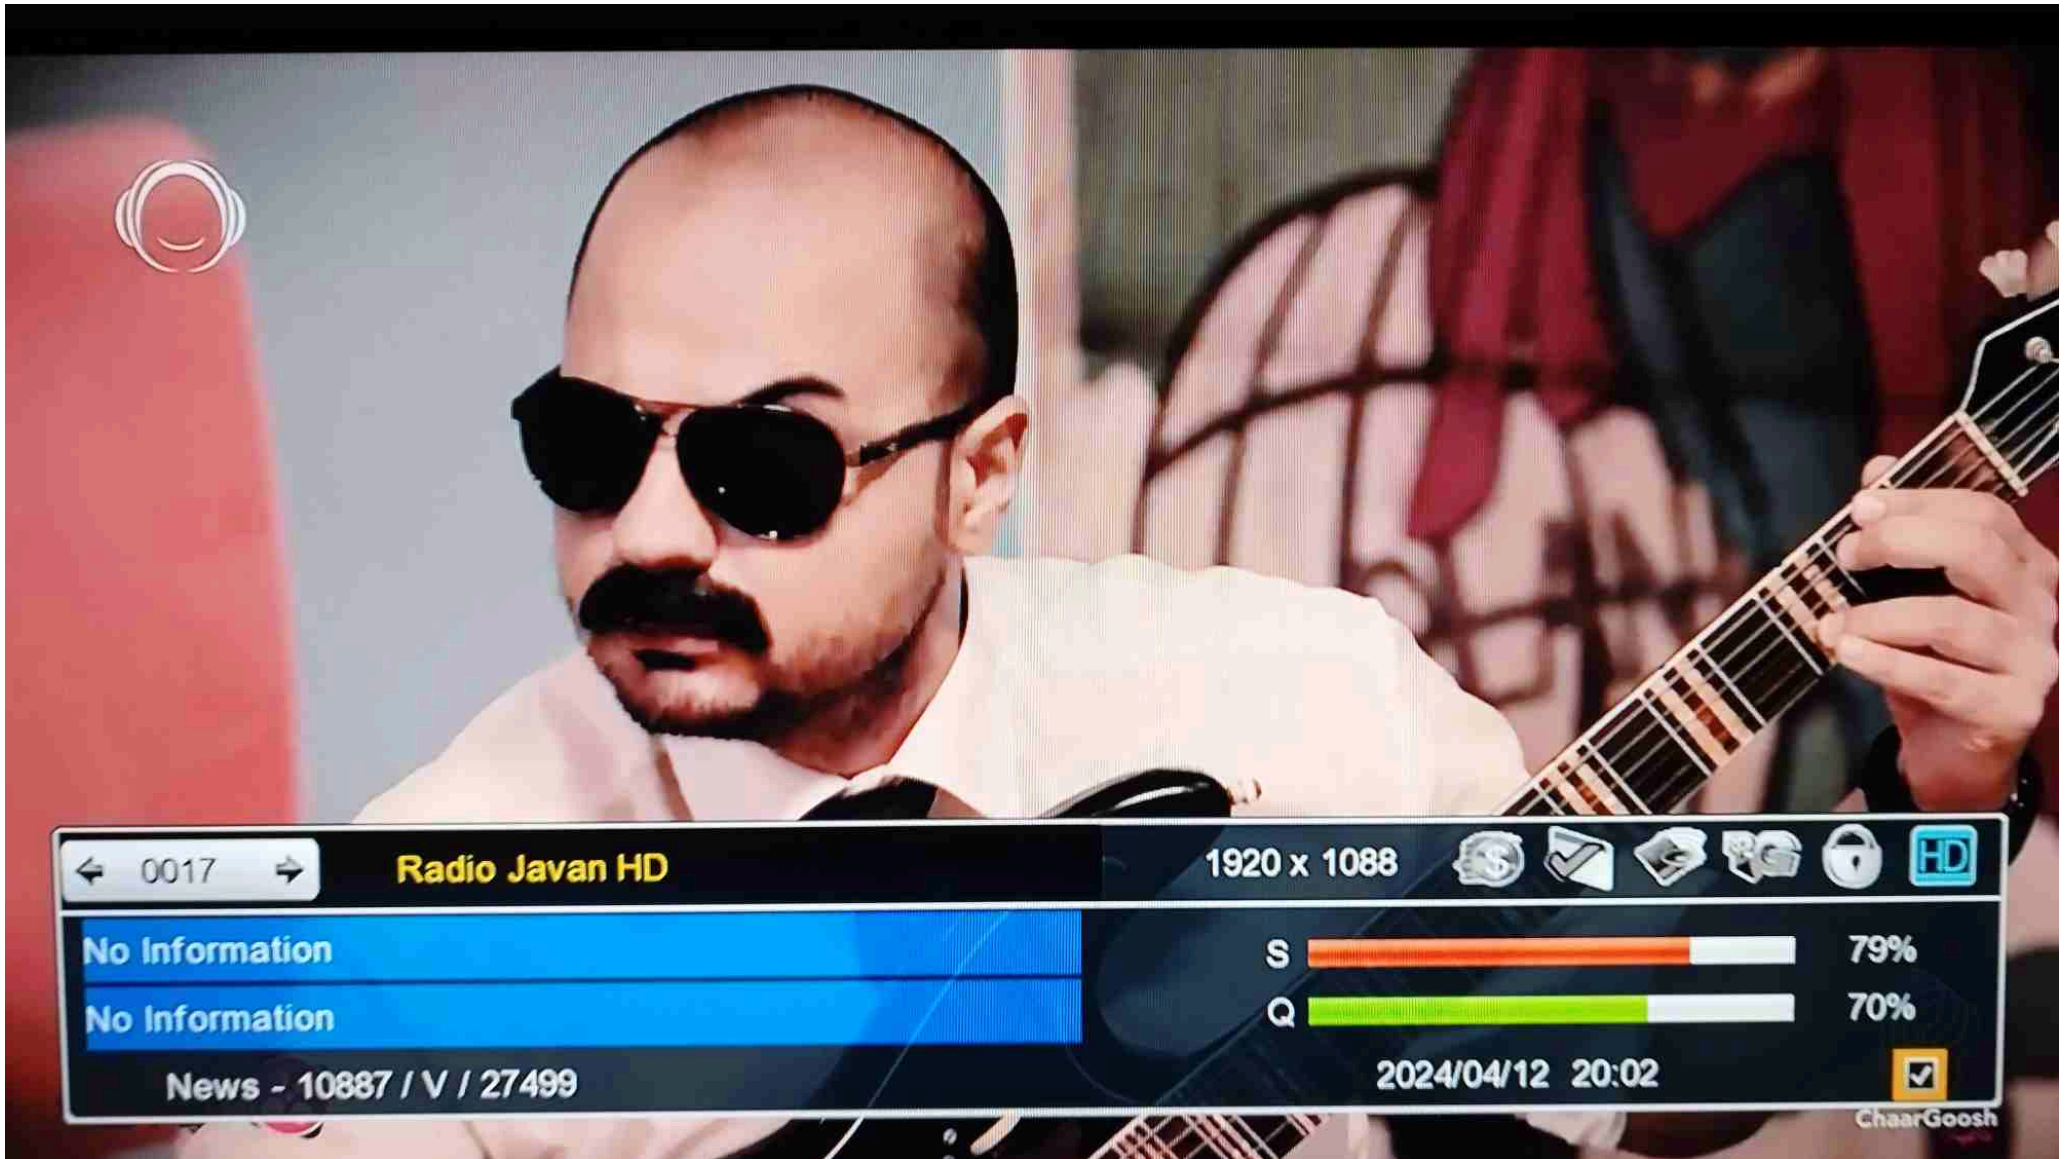 0017
Radio Javan HD
1920 x 1088
HD
No Information
S
79%
No Information
Q
70%
News - 10887 / V / 27499
2024/04/12 20:02
ChaarGoosh